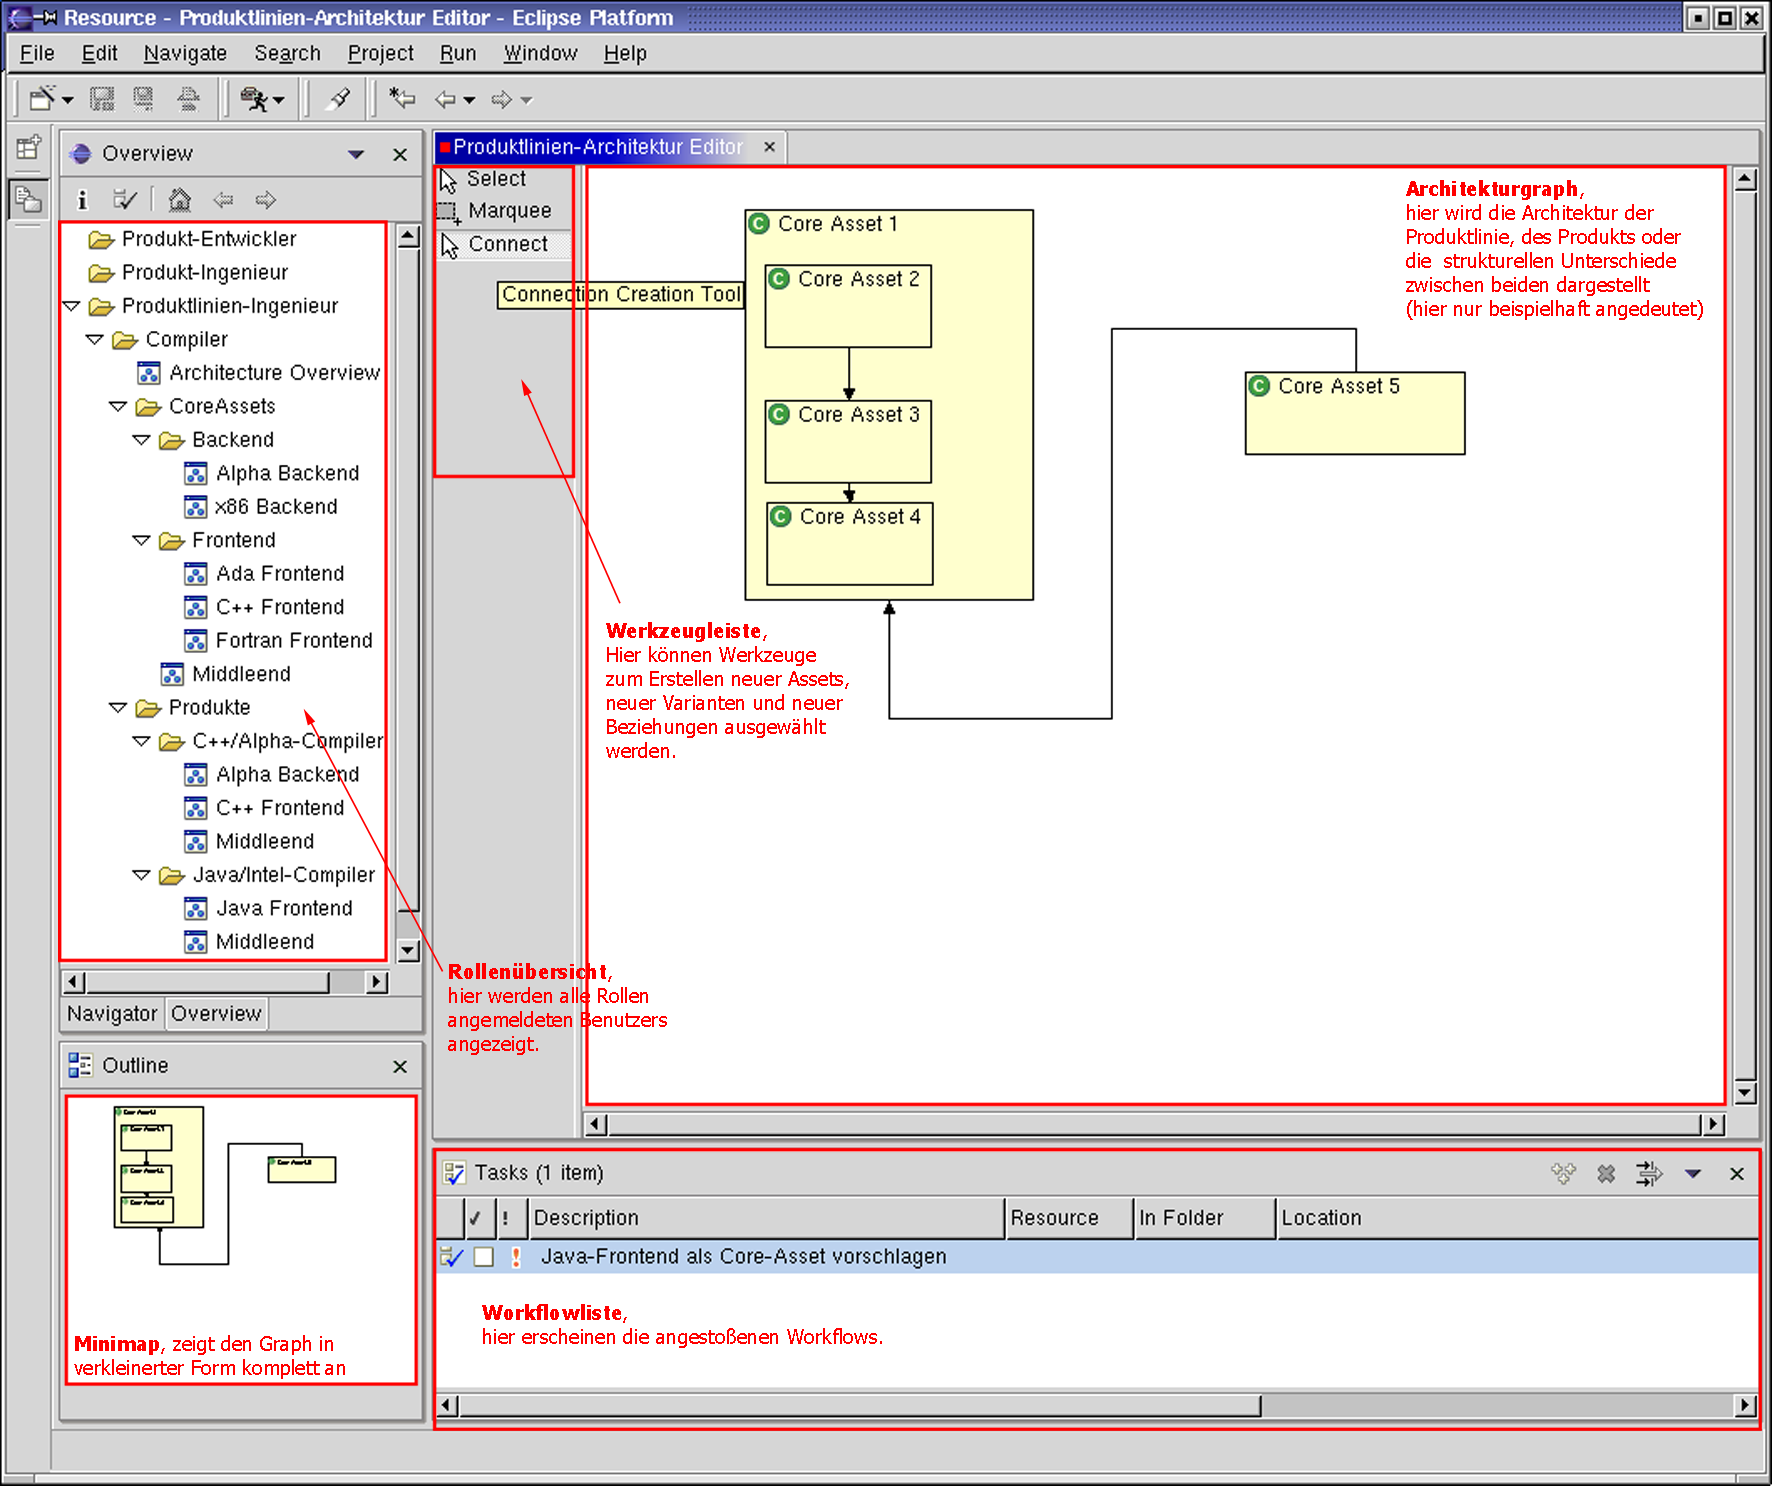 Resource - Produktlinien-Architektur Editor - Eclipse Platform
File Edit Navigate Search Project Run Window Help
Overview
Produkt-Entwickler
Produkt-Ingenieur
Produktlinien-Ingenieur
Compiler
Architecture Overview
CoreAssets
Backend
Alpha Backend
x86 Backend
Frontend
Ada Frontend
C++ Frontend
Fortran Frontend
Middleend
Produkte
C++/Alpha-Compiler
Alpha Backend
C++ Frontend
Middleend
Java/Intel-Compiler
Java Frontend
Middleend
Navigator Overview
Rollenübersicht,
hier werden alle Rollen
angemeldeten Benutzers
angezeigt.
Outline
Minimap, zeigt den Graph in
verkleinerter Form komplett an
Produktlinien-Architektur Editor
Select
Marquee
Connect
Connection Creation Tool
Werkzeugleiste,
Hier können Werkzeuge
zum Erstellen neuer Assets,
neuer Varianten und neuer
Beziehungen ausgewählt
werden.
Core Asset 1
Core Asset 2
Core Asset 3
Core Asset 4
Core Asset 5
Architekturgraph,
hier wird die Architektur der
Produktlinie, des Produkts oder
die strukturellen Unterschiede
zwischen beiden dargestellt
(hier nur beispielhaft angedeutet)
Tasks (1 item)
✓ ! Description Resource In Folder Location
! Java-Frontend als Core-Asset vorschlagen
Workflowliste,
hier erscheinen die angestoßenen Workflows.